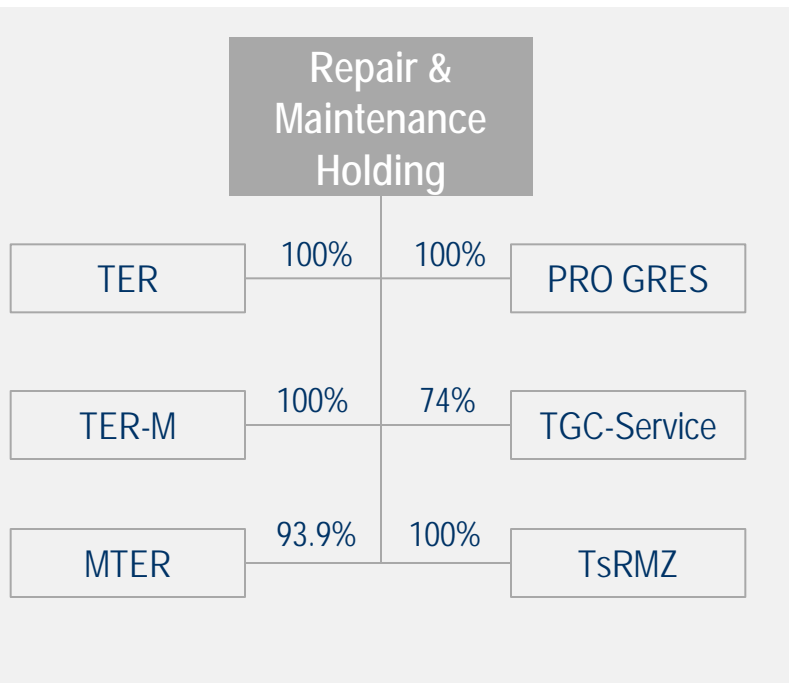 Repair &
Maintenance
Holding
100% 100%
TER PRO GRES
100% 74%
TER-M TGC-Service
93.9% 100%
MTER TsRMZ